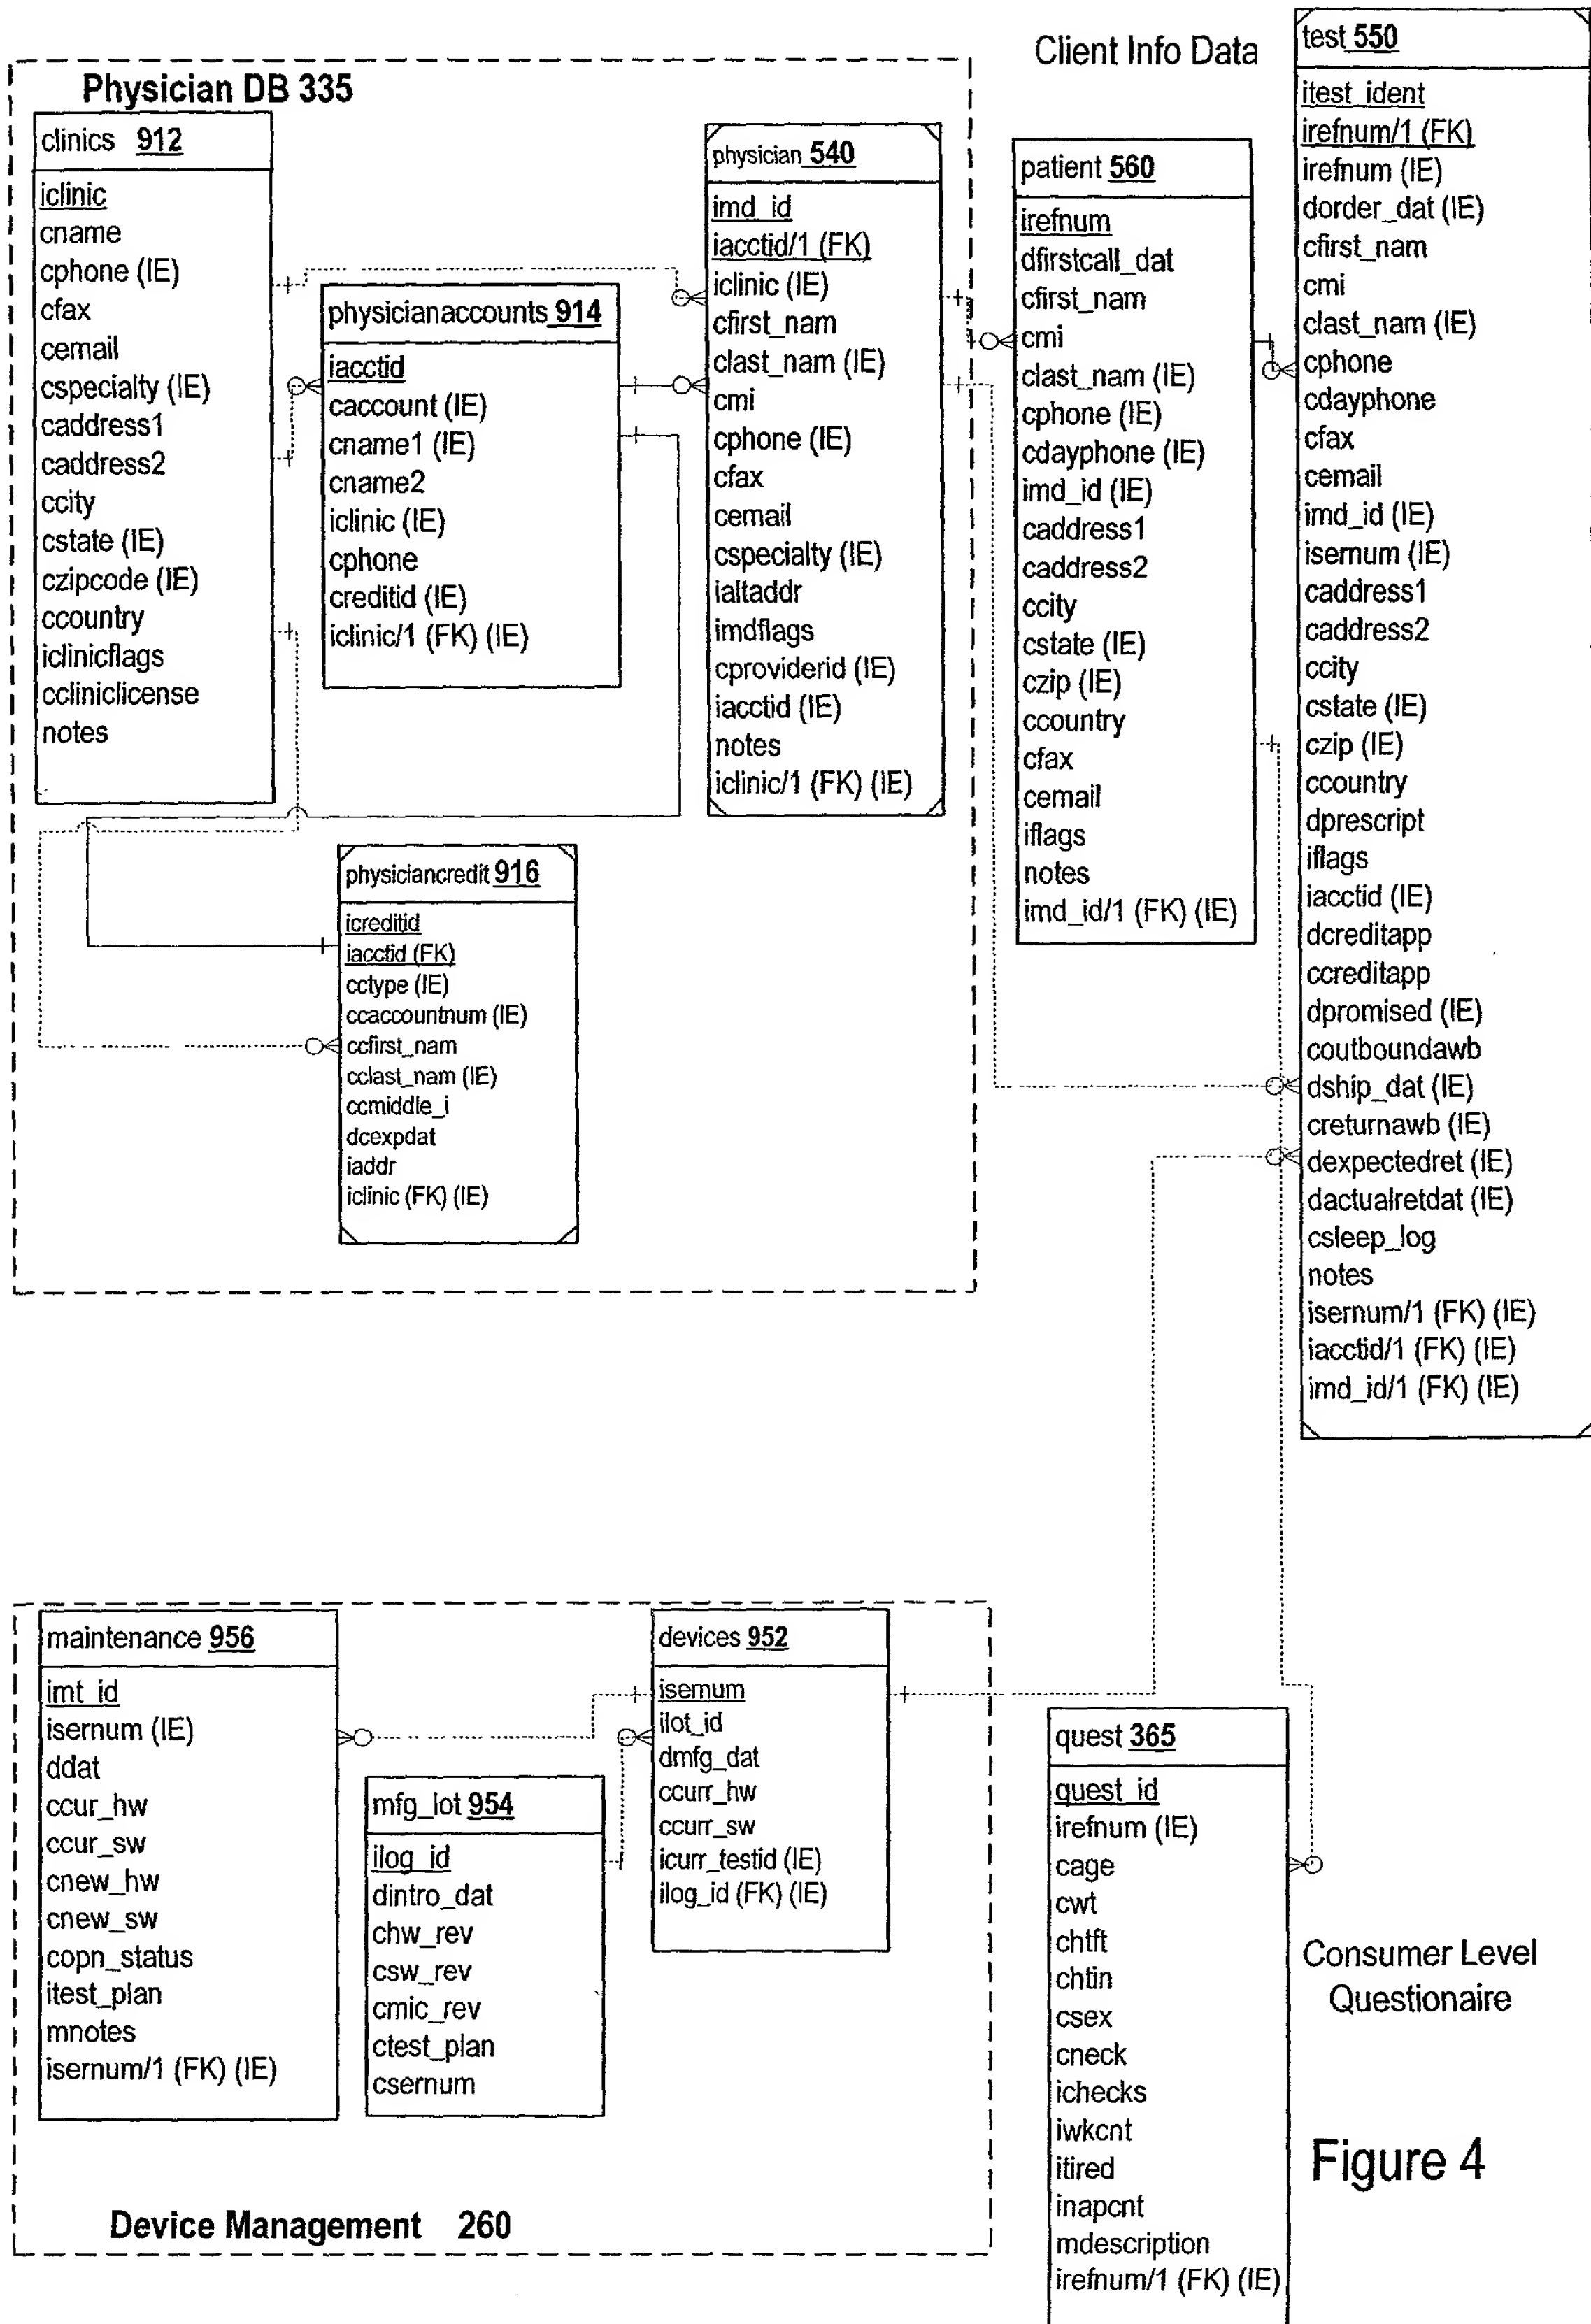 Physician DB 335
clinics 912
iclinic
cname
cphone (IE)
cfax
cemail
cspecialty (IE)
caddress1
caddress2
ccity
cstate (IE)
czipcode (IE)
ccountry
iclinicflags
ccliniclicense
notes
physicianaccounts 914
iacctid
caccount (IE)
cname1 (IE)
cname2
iclinic (IE)
cphone
creditid (IE)
iclinic/1 (FK) (IE)
physician 540
imd_id
iacctid/1 (FK)
iclinic (IE)
cfirst_nam
clast_nam (IE)
cmi
cphone (IE)
cfax
cemail
cspecialty (IE)
ialtaddr
imdflags
cproviderid (IE)
iacctid (IE)
notes
iclinic/1 (FK) (IE)
physiciancredit 916
icreditid
iacctid (FK)
cctype (IE)
ccaccountnum (IE)
ccfirst_nam
cclast_nam (IE)
ccmiddle_i
dcexpdat
iaddr
iclinic (FK) (IE)
Client Info Data
patient 560
irefnum
dfirstcall_dat
cfirst_nam
cmi
clast_nam (IE)
cphone (IE)
cdayphone (IE)
imd_id (IE)
caddress1
caddress2
ccity
cstate (IE)
czip (IE)
ccountry
cfax
cemail
iflags
notes
imd_id/1 (FK) (IE)
test 550
itest_ident
irefnum/1 (FK)
irefnum (IE)
dorder_dat (IE)
cfirst_nam
cmi
clast_nam (IE)
cphone
cdayphone
cfax
cemail
imd_id (IE)
isernum (IE)
caddress1
caddress2
ccity
cstate (IE)
czip (IE)
ccountry
dprescript
iflags
iacctid (IE)
dcreditapp
ccreditapp
dpromised (IE)
coutboundawb
dship_dat (IE)
creturnawb (IE)
dexpectedret (IE)
dactualretdat (IE)
csleep_log
notes
isernum/1 (FK) (IE)
iacctid/1 (FK) (IE)
imd_id/1 (FK) (IE)
maintenance 956
imt_id
isernum (IE)
ddat
ccur_hw
ccur_sw
cnew_hw
cnew_sw
copn_status
itest_plan
mnotes
isernum/1 (FK) (IE)
mfg_lot 954
ilog_id
dintro_dat
chw_rev
csw_rev
cmic_rev
ctest_plan
csernum
devices 952
isernum
ilot_id
dmfg_dat
ccurr_hw
ccurr_sw
icurr_testid (IE)
ilog_id (FK) (IE)
Device Management 260
quest 365
quest_id
irefnum (IE)
cage
cwt
chtft
chtin
csex
cneck
ichecks
iwkcnt
itired
inapcnt
mdescription
irefnum/1 (FK) (IE)
Consumer Level
Questionaire
Figure 4